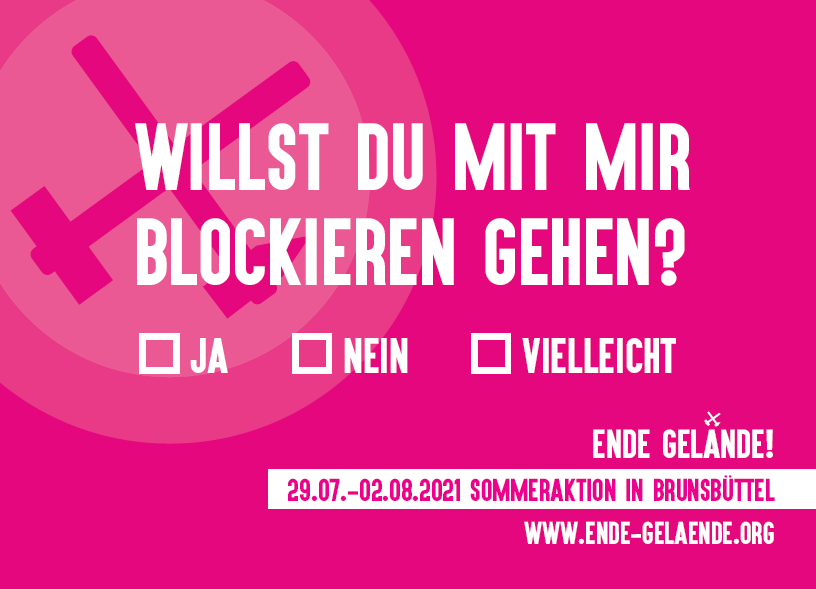 WILLST DU MIT MIR
BLOCKIEREN GEHEN?
JA NEIN VIELLEICHT
ENDE GELÄNDE!
29.07.-02.08.2021 SOMMERAKTION IN BRUNSBÜTTEL
WWW.ENDE-GELAENDE.ORG